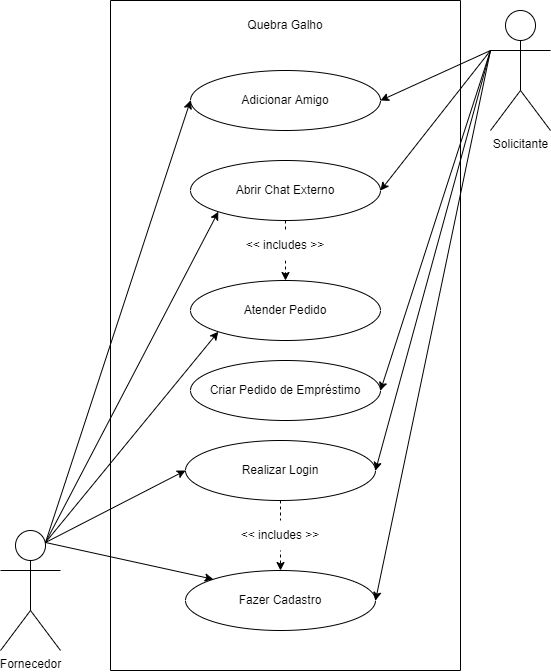 Quebra Galho
Adicionar Amigo
Solicitante
Abrir Chat Externo
<< includes >>
Atender Pedido
Criar Pedido de Empréstimo
Realizar Login
<< includes >>
Fazer Cadastro
Fornecedor